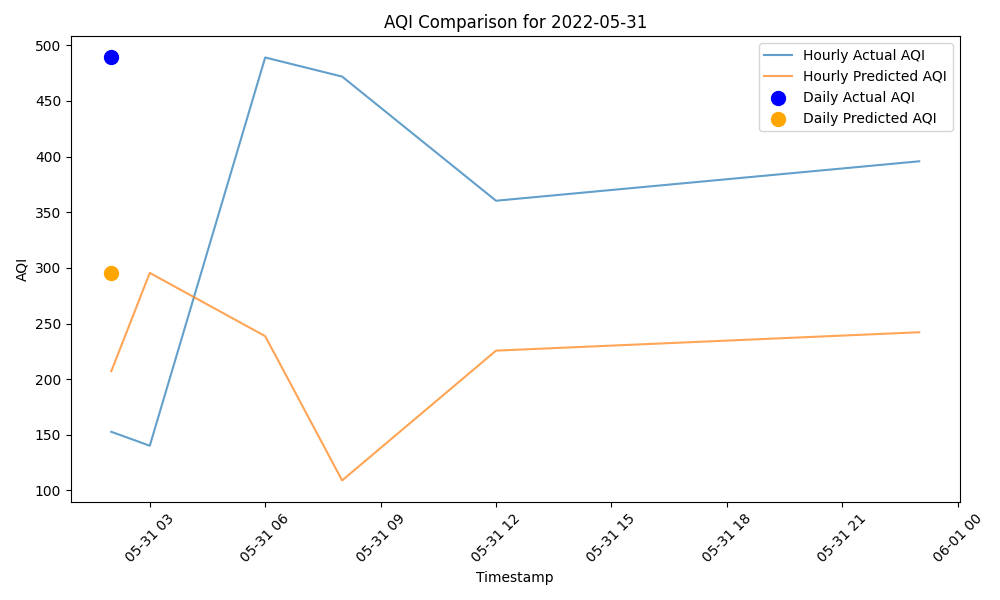 AQI Comparison for 2022-05-31
Hourly Actual AQI
Hourly Predicted AQI
Daily Actual AQI
Daily Predicted AQI
AQI
500
450
400
350
300
250
200
150
100
05-31 03
05-31 06
05-31 09
05-31 12
05-31 15
05-31 18
05-31 21
06-01 00
Timestamp